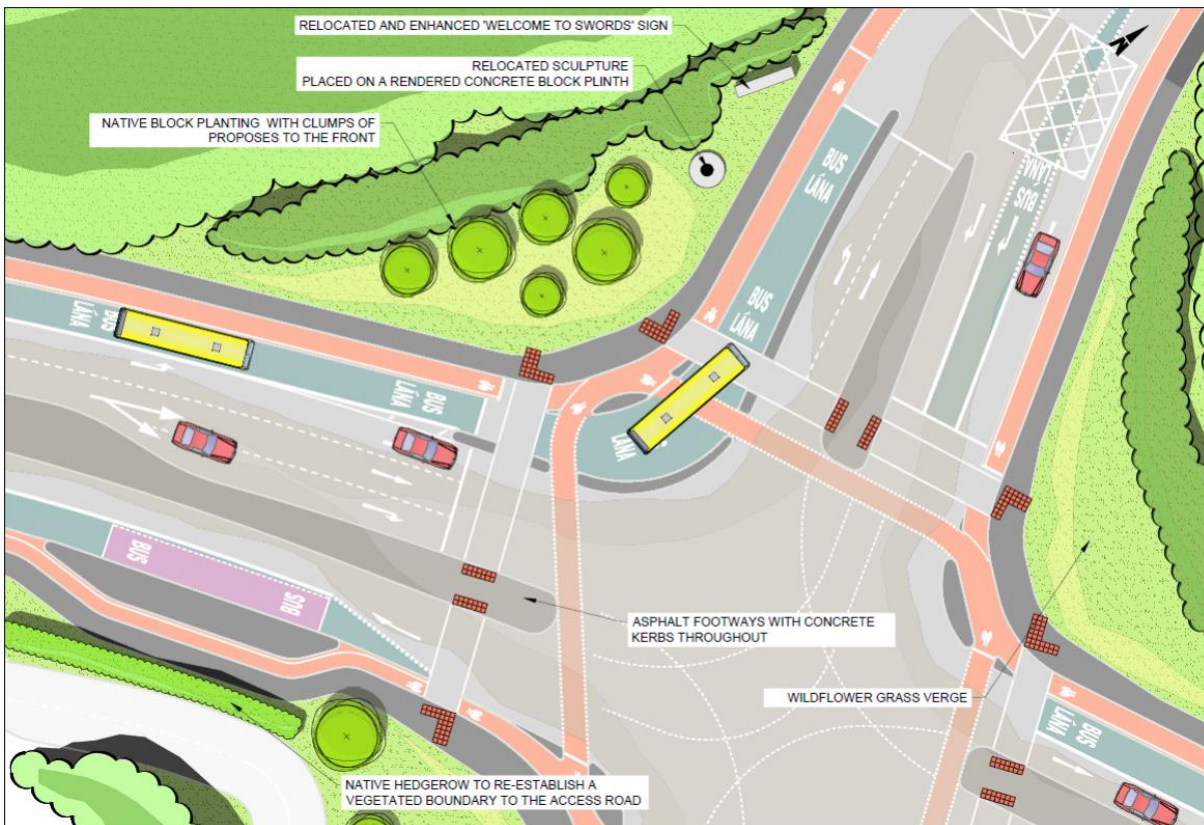 RELOCATED AND ENHANCED 'WELCOME TO SWORDS' SIGN
RELOCATED SCULPTURE
PLACED ON A RENDERED CONCRETE BLOCK PLINTH
NATIVE BLOCK PLANTING WITH CLUMPS OF
PROPOSES TO THE FRONT
N
BUS
LÁNA
BUS
LÁNA
LÁNA
BUS
BUS
LÁNA
BUS
LÁNA
LÁNA
BUS
BUS
ASPHALT FOOTWAYS WITH CONCRETE
KERBS THROUGHOUT
WILDFLOWER GRASS VERGE
BUS
LÁNA
NATIVE HEDGEROW TO RE-ESTABLISH A
VEGETATED BOUNDARY TO THE ACCESS ROAD